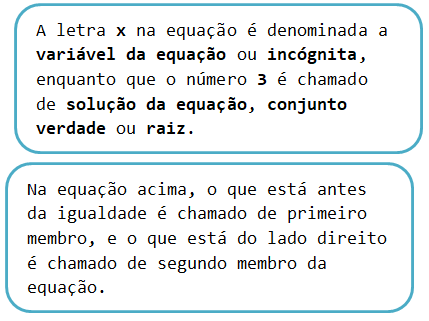 A letra x na equação é denominada a
variável da equação ou incógnita,
enquanto que o número 3 é chamado
de solução da equação, conjunto
verdade ou raiz.
Na equação acima, o que está antes
da igualdade é chamado de primeiro
membro, e o que está do lado direito
é chamado de segundo membro da
equação.